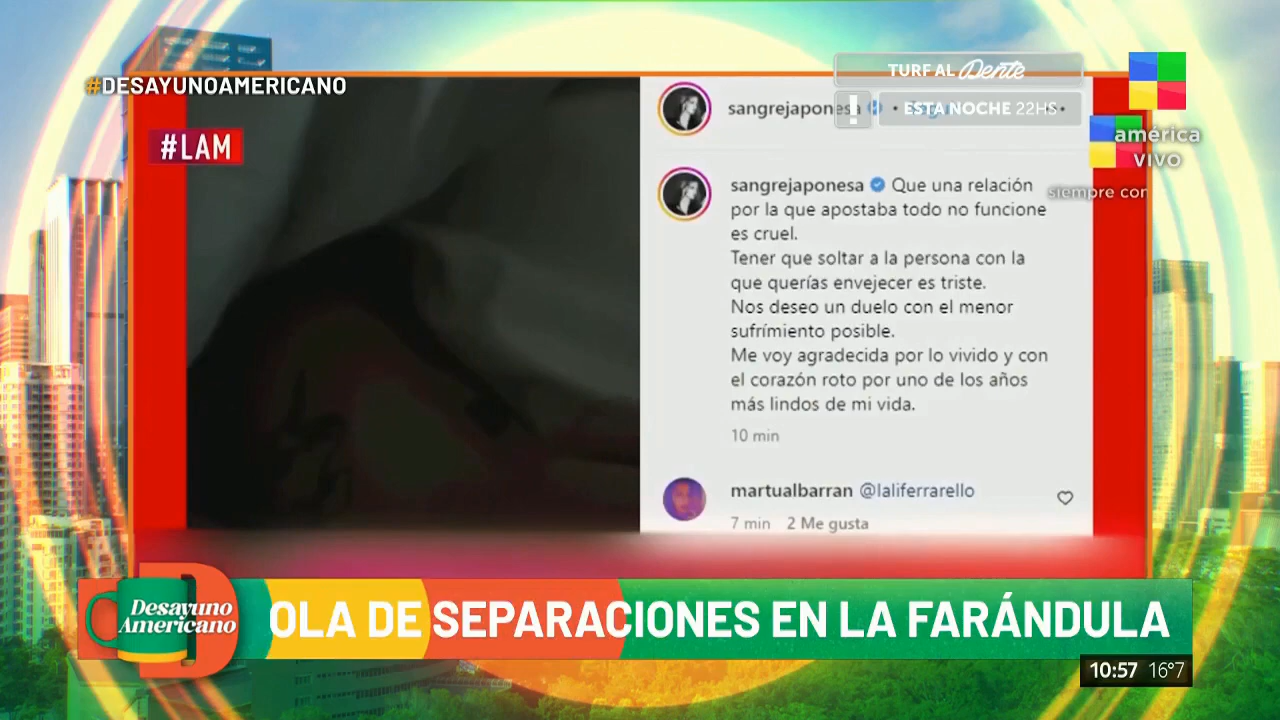 #DESAYUNOAMERICANO
TURF AL Dente
ESTA NOCHE 22HS
américa
VIVO
siempre con
#LAM
sangrejaponesa
sangrejaponesa Que una relación
por la que apostaba todo no funcione
es cruel.
Tener que soltar a la persona con la
que querías envejecer es triste.
Nos deseo un duelo con el menor
sufrímiento posible.
Me voy agradecida por lo vivido y con
el corazón roto por uno de los años
más lindos de mi vida.
10 min
martualbarran @laliferrarello
7 min 2 Me gusta
Desayuno
Americano
OLA DE SEPARACIONES EN LA FARÁNDULA
10:57 16°7